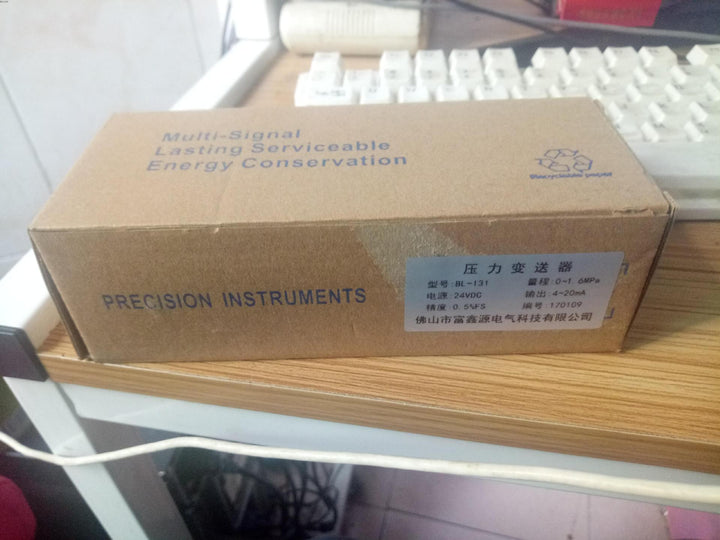 Multi-Signal
Lasting Serviceable
Energy Conservation
Recyclable paper
PRECISION INSTRUMENTS
压力变送器
型号:BL-131 量程:0~1.6MPa
电源:24VDC 输出:4~20mA
精度 0.5%FS 编号:170109
佛山市富鑫源电气科技有限公司